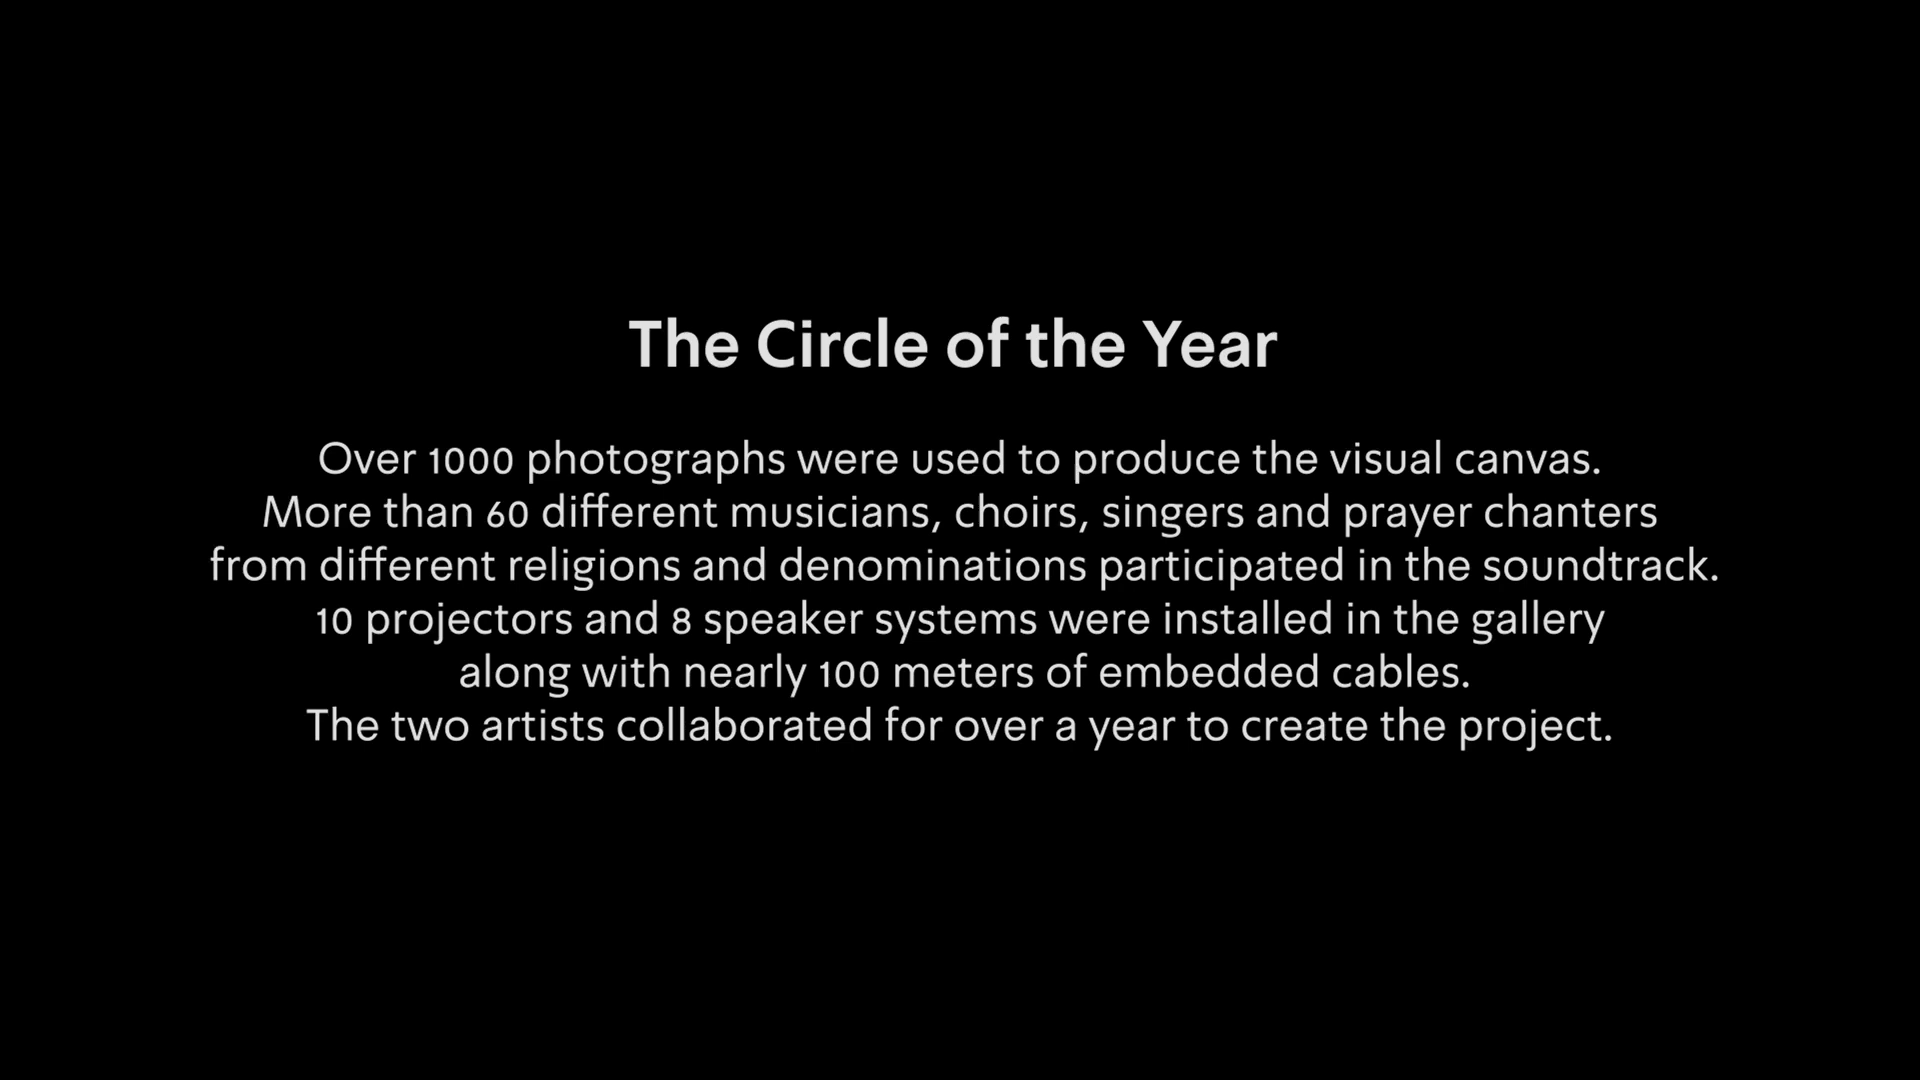 The Circle of the Year
Over 1000 photographs were used to produce the visual canvas.
More than 60 different musicians, choirs, singers and prayer chanters
from different religions and denominations participated in the soundtrack.
10 projectors and 8 speaker systems were installed in the gallery
along with nearly 100 meters of embedded cables.
The two artists collaborated for over a year to create the project.